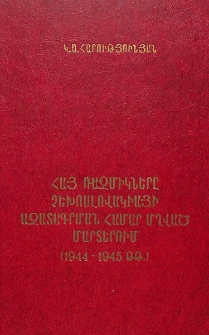 Կ.Ա.ՀԱՐՈՒԹՅՈՒՆՅԱՆ
ՀԱՅ ՌԱԶՄԻԿՆԵՐԸ
ՉԵԽՈՍԼՈՎԱԿԻԱՅԻ
ԱԶԱՏԱԳՐՄԱՆ ՀԱՄԱՐ ՄՂՎԱԾ
ՄԱՐՏԵՐՈՒՄ
(1944 - 1945 ԹԹ.)